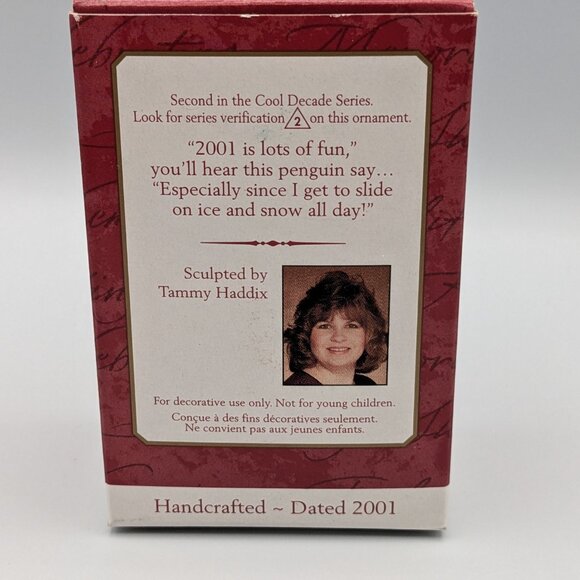 Second in the Cool Decade Series.
Look for series verification 2 on this ornament.
“2001 is lots of fun,”
you’ll hear this penguin say…
“Especially since I get to slide
on ice and snow all day!”
Sculpted by
Tammy Haddix
For decorative use only. Not for young children.
Conçue à des fins décoratives seulement.
Ne convient pas aux jeunes enfants.
Handcrafted ~ Dated 2001